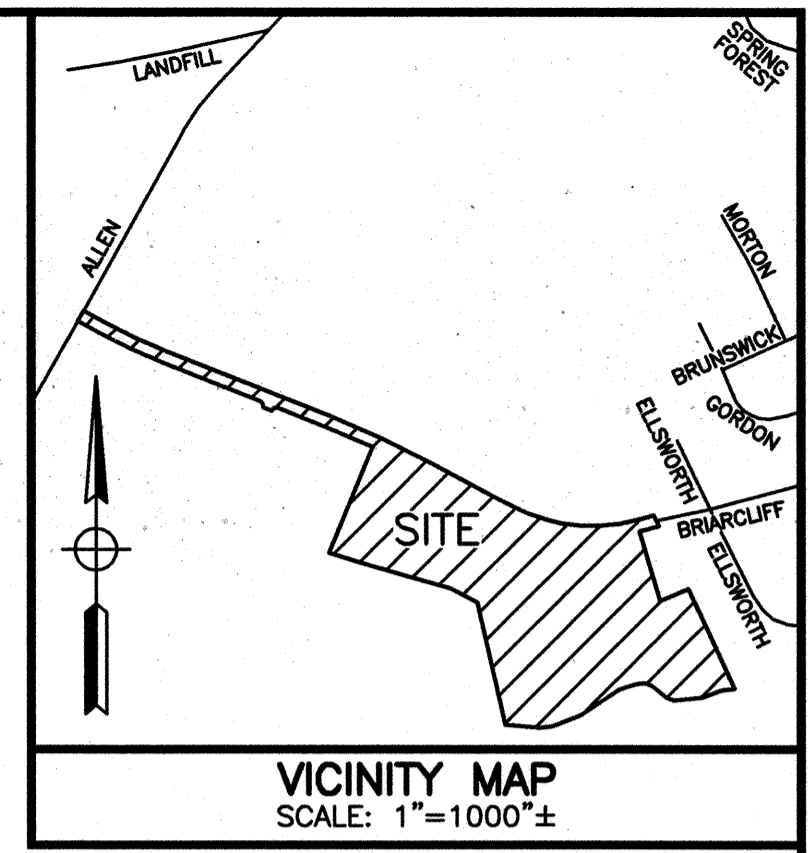 LANDFILL
SPRING
FOREST
ALLEN
MORTON
BRUNSWICK
GORDON
ELLSWORTH
SITE
BRIARCLIFF
ELLSWORTH
VICINITY MAP
SCALE: 1"=1000"±